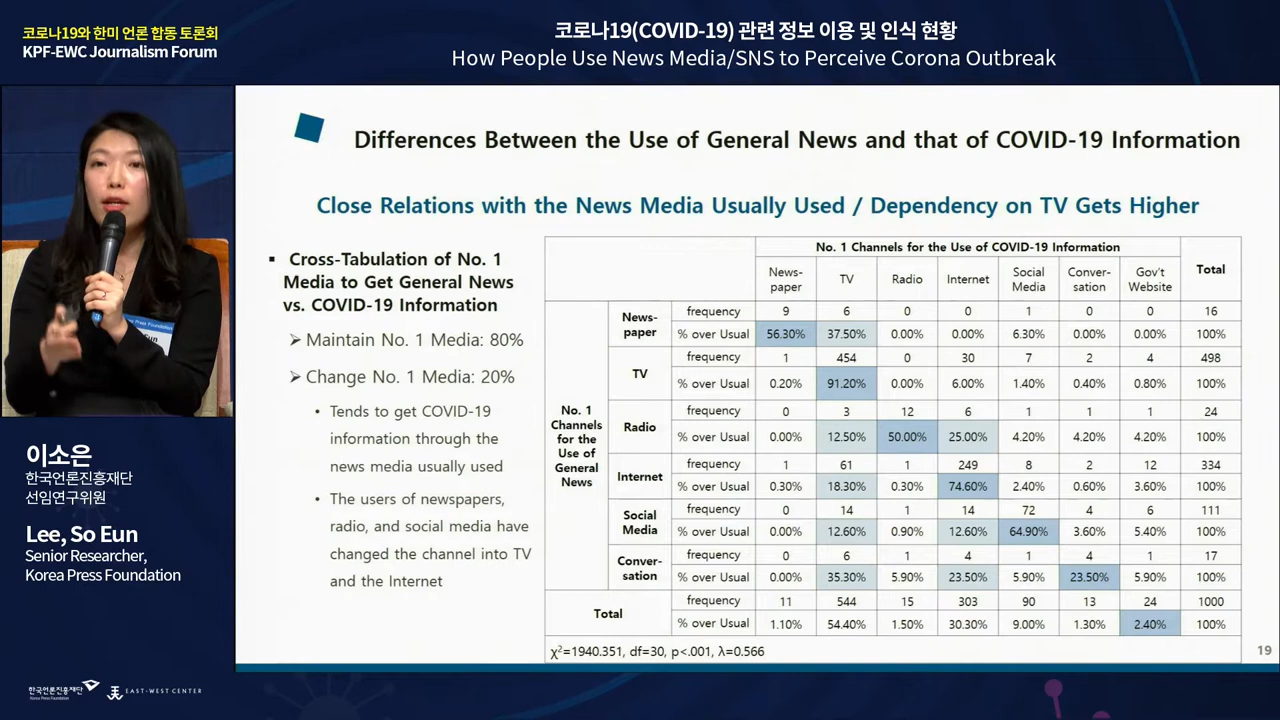 코로나19와 한미 언론 합동 토론회
KPF-EWC Journalism Forum
코로나19(COVID-19) 관련 정보 이용 및 인식 현황
How People Use News Media/SNS to Perceive Corona Outbreak
Differences Between the Use of General News and that of COVID-19 Information
Close Relations with the News Media Usually Used / Dependency on TV Gets Higher
▪ Cross-Tabulation of No. 1
Media to Get General News
vs. COVID-19 Information
➢ Maintain No. 1 Media: 80%
➢ Change No. 1 Media: 20%
• Tends to get COVID-19
information through the
news media usually used
• The users of newspapers,
radio, and social media have
changed the channel into TV
and the Internet
No. 1 Channels for the Use of COVID-19 Information
Total
News-
paper
TV
Radio
Internet
Social
Media
Conver-
sation
Gov't
Website
No. 1
Channels
for the
Use of
General
News
News-
paper
frequency 9 6 0 0 1 0 0 16
% over Usual 56.30% 37.50% 0.00% 0.00% 6.30% 0.00% 0.00% 100%
TV
frequency 1 454 0 30 7 2 4 498
% over Usual 0.20% 91.20% 0.00% 6.00% 1.40% 0.40% 0.80% 100%
Radio
frequency 0 3 12 6 1 1 1 24
% over Usual 0.00% 12.50% 50.00% 25.00% 4.20% 4.20% 4.20% 100%
Internet
frequency 1 61 1 249 8 2 12 334
% over Usual 0.30% 18.30% 0.30% 74.60% 2.40% 0.60% 3.60% 100%
Social
Media
frequency 0 14 1 14 72 4 6 111
% over Usual 0.00% 12.60% 0.90% 12.60% 64.90% 3.60% 5.40% 100%
Conver-
sation
frequency 0 6 1 4 1 4 1 17
% over Usual 0.00% 35.30% 5.90% 23.50% 5.90% 23.50% 5.90% 100%
Total
frequency 11 544 15 303 90 13 24 1000
% over Usual 1.10% 54.40% 1.50% 30.30% 9.00% 1.30% 2.40% 100%
χ²=1940.351, df=30, p<.001, λ=0.566
19
이소은
한국언론진흥재단
선임연구위원
Lee, So Eun
Senior Researcher,
Korea Press Foundation
한국언론진흥재단
Korea Press Foundation
EAST-WEST CENTER